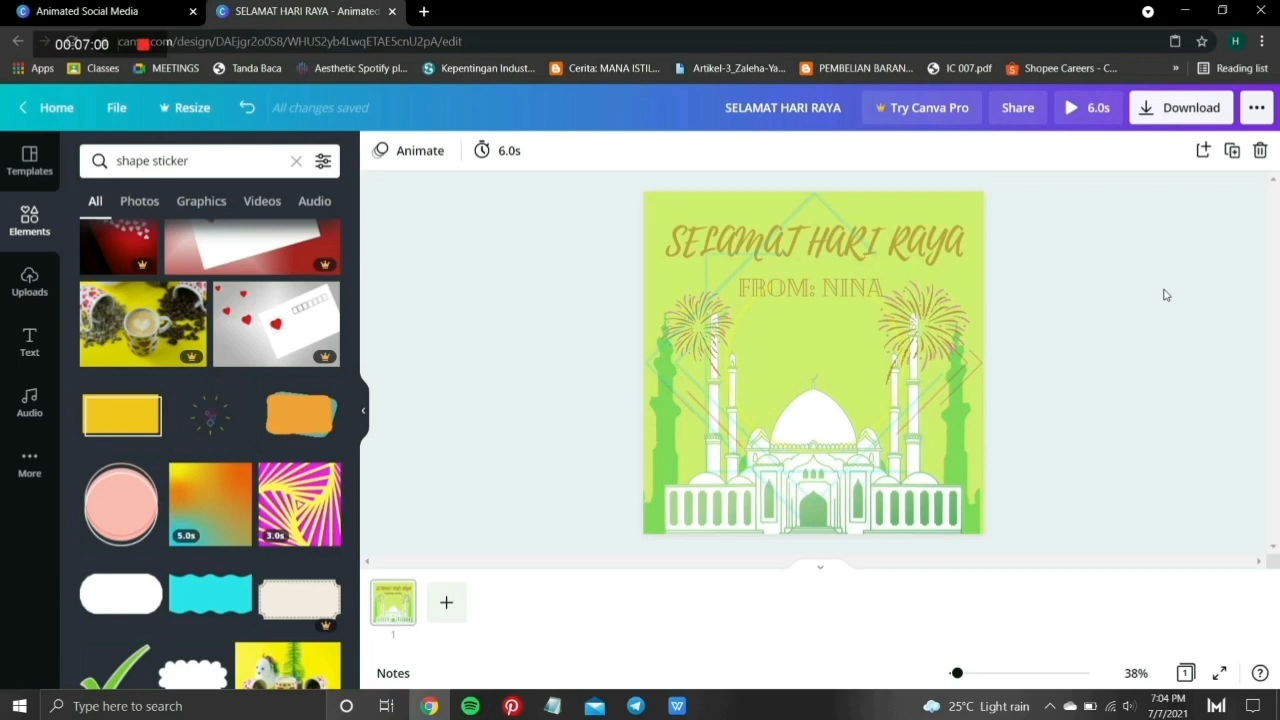 Animated Social Media
SELAMAT HARI RAYA - Animated
00:07:00
com/design/DAEjgr2o0S8/WHUS2yb4LwqETAE5cnU2pA/edit
H
Apps
Classes
MEETINGS
Tanda Baca
Aesthetic Spotify pl...
Kepentingan Indust...
Cerita: MANA ISTIL...
Artikel-3_Zaleha-Ya...
PEMBELIAN BARAN...
IC 007.pdf
Shopee Careers - C...
»
Reading list
Home
File
Resize
All changes saved
SELAMAT HARI RAYA
Try Canva Pro
Share
6.0s
Download
Templates
shape sticker
Animate
6.0s
All
Photos
Graphics
Videos
Audio
Elements
Uploads
Text
Audio
More
5.0s
3.0s
SELAMAT HARI RAYA
FROM: NINA
1
Notes
38%
1
Type here to search
25°C Light rain
7:04 PM
7/7/2021